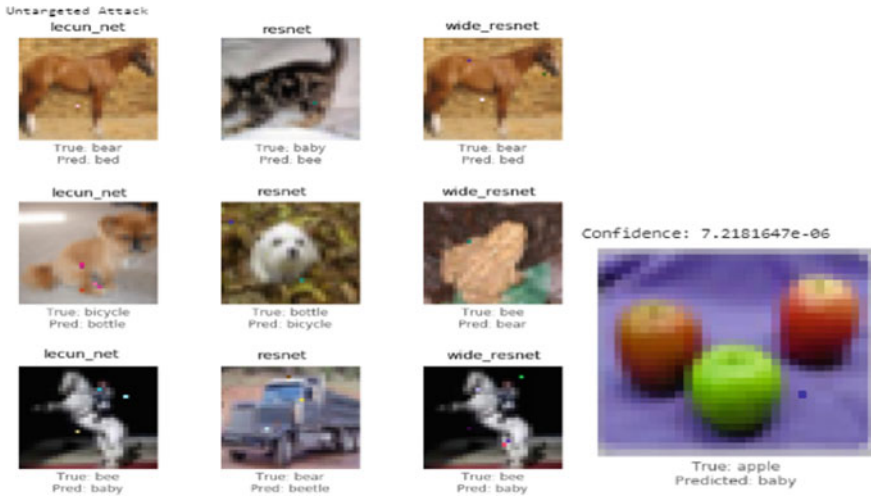 Untargeted Attack
lecun_net
resnet
wide_resnet
True: bear
Pred: bed
True: baby
Pred: bee
True: bear
Pred: bed
lecun_net
resnet
wide_resnet
True: bicycle
Pred: bottle
True: bottle
Pred: bicycle
True: bee
Pred: bear
lecun_net
resnet
wide_resnet
True: bee
Pred: baby
True: bear
Pred: beetle
True: bee
Pred: baby
Confidence: 7.2181647e-06
True: apple
Predicted: baby